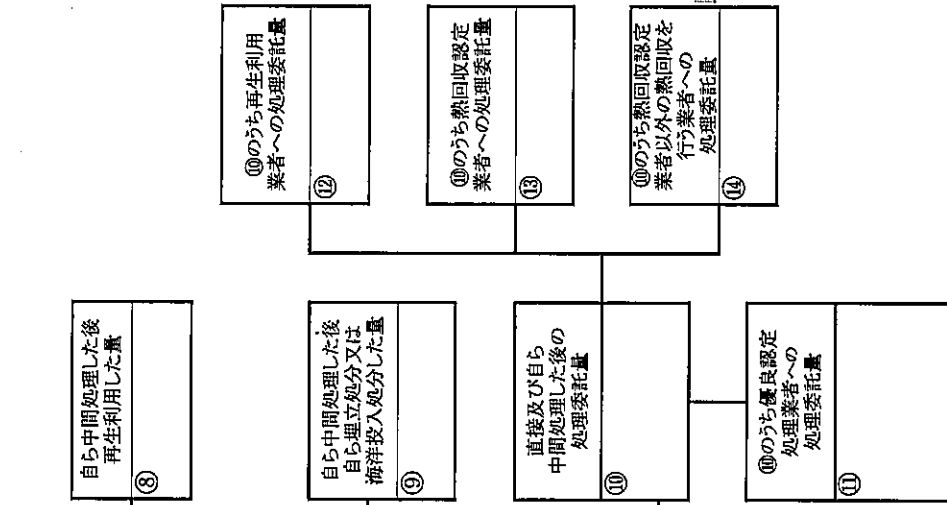 自ら中間処理した後
再生利用した量
⑧
自ら中間処理した後
自ら埋立処分又は
海洋投入処分した量
⑨
直接及び自ら
中間処理した後の
処理委託量
⑩
⑩のうち優良認定
処理業者への
処理委託量
⑪
⑩のうち再生利用
業者への処理委託量
⑫
⑩のうち熱回収認定
業者への処理委託量
⑬
⑩のうち熱回収認定
業者以外の熱回収を
行う業者への
処理委託量
⑭